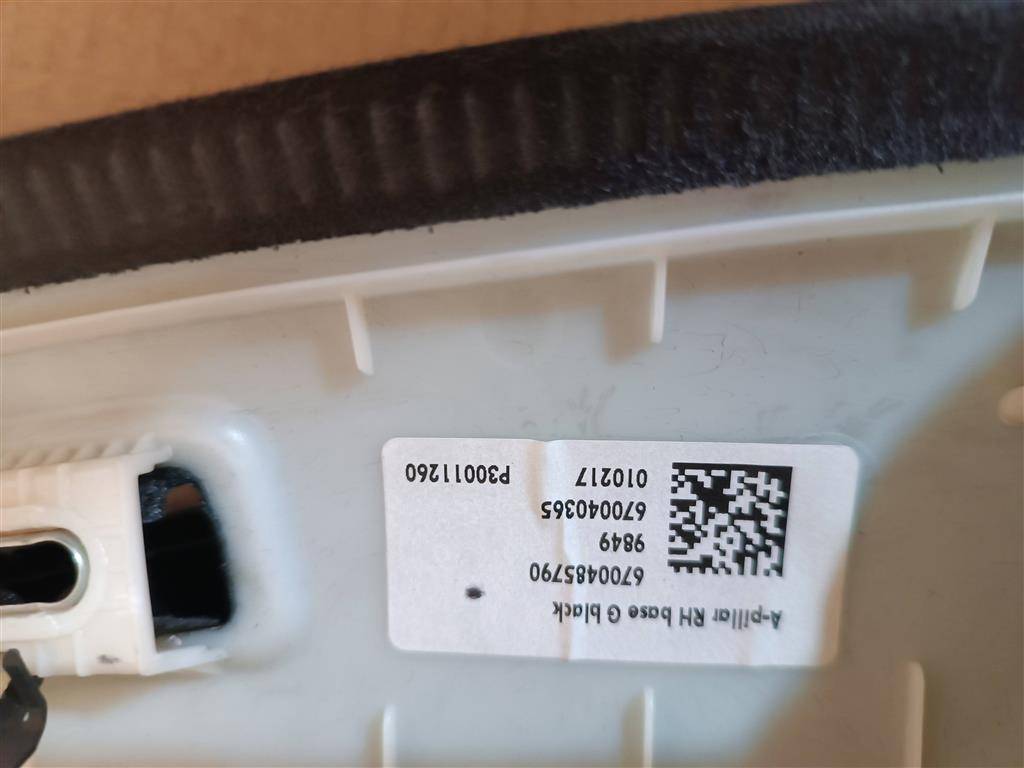 A-pillar RH base G black
6700485790
9849
670040365
010217 P30011260